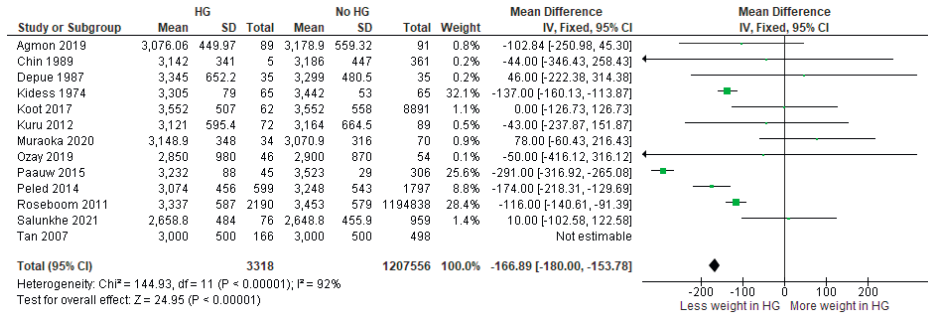 HG No HG Mean Difference Mean Difference
Study or Subgroup Mean SD Total Mean SD Total Weight IV, Fixed, 95% CI IV, Fixed, 95% CI
Agmon 2019 3,076.06 449.97 89 3,178.9 559.32 91 0.8% -102.84 [-250.98, 45.30]
Chin 1989 3,142 341 5 3,186 447 361 0.2% -44.00 [-346.43, 258.43]
Depue 1987 3,345 652.2 35 3,299 480.5 35 0.2% 46.00 [-222.38, 314.38]
Kidess 1974 3,305 79 65 3,442 53 65 32.1% -137.00 [-160.13, -113.87]
Koot 2017 3,552 507 62 3,552 558 8891 1.1% 0.00 [-126.73, 126.73]
Kuru 2012 3,121 595.4 72 3,164 664.5 89 0.5% -43.00 [-237.87, 151.87]
Muraoka 2020 3,148.9 348 34 3,070.9 316 70 0.9% 78.00 [-60.43, 216.43]
Ozay 2019 2,850 980 46 2,900 870 54 0.1% -50.00 [-416.12, 316.12]
Paauw 2015 3,232 88 45 3,523 29 306 25.6% -291.00 [-316.92, -265.08]
Peled 2014 3,074 456 599 3,248 543 1797 8.8% -174.00 [-218.31, -129.69]
Roseboom 2011 3,337 587 2190 3,453 579 1194838 28.4% -116.00 [-140.61, -91.39]
Salunkhe 2021 2,658.8 484 76 2,648.8 455.9 959 1.4% 10.00 [-102.58, 122.58]
Tan 2007 3,000 500 166 3,000 500 498 Not estimable
Total (95% CI) 3318 1207556 100.0% -166.89 [-180.00, -153.78]
Heterogeneity: Chi² = 144.93, df = 11 (P < 0.00001); I² = 92%
Test for overall effect: Z = 24.95 (P < 0.00001)
-200 -100 0 100 200
Less weight in HG More weight in HG